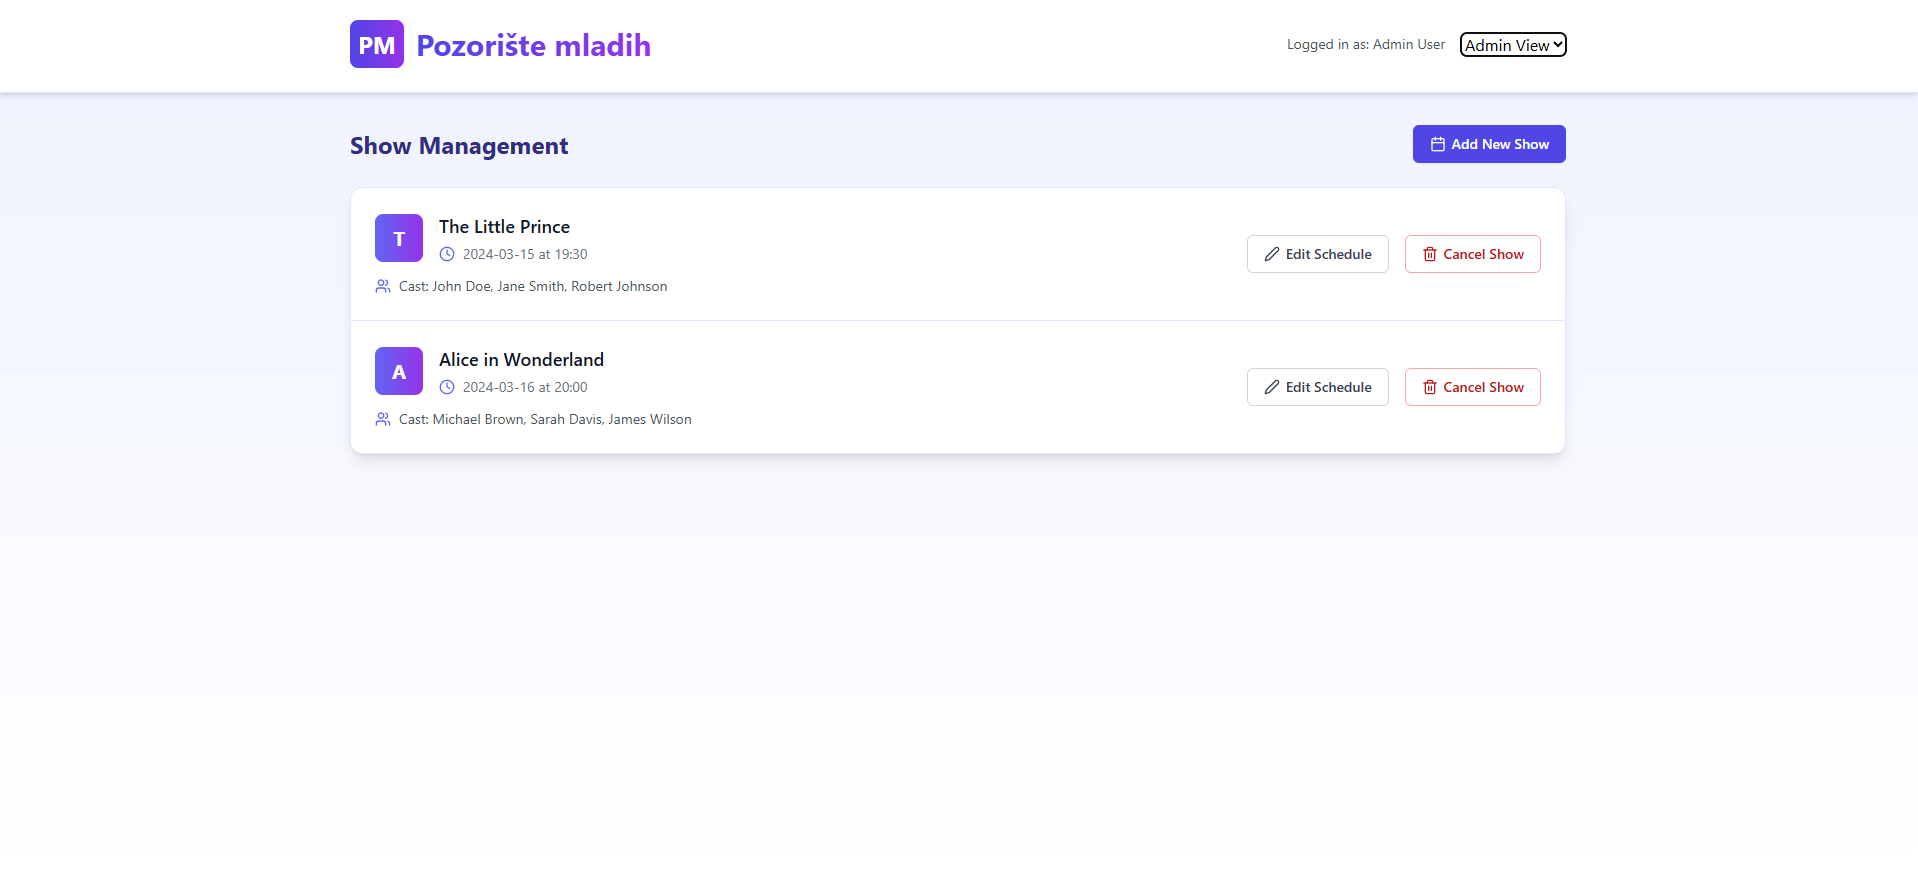 PM Pozorište mladih
Logged in as: Admin User Admin View
Show Management
Add New Show
T
The Little Prince
2024-03-15 at 19:30
Cast: John Doe, Jane Smith, Robert Johnson
Edit Schedule
Cancel Show
A
Alice in Wonderland
2024-03-16 at 20:00
Cast: Michael Brown, Sarah Davis, James Wilson
Edit Schedule
Cancel Show